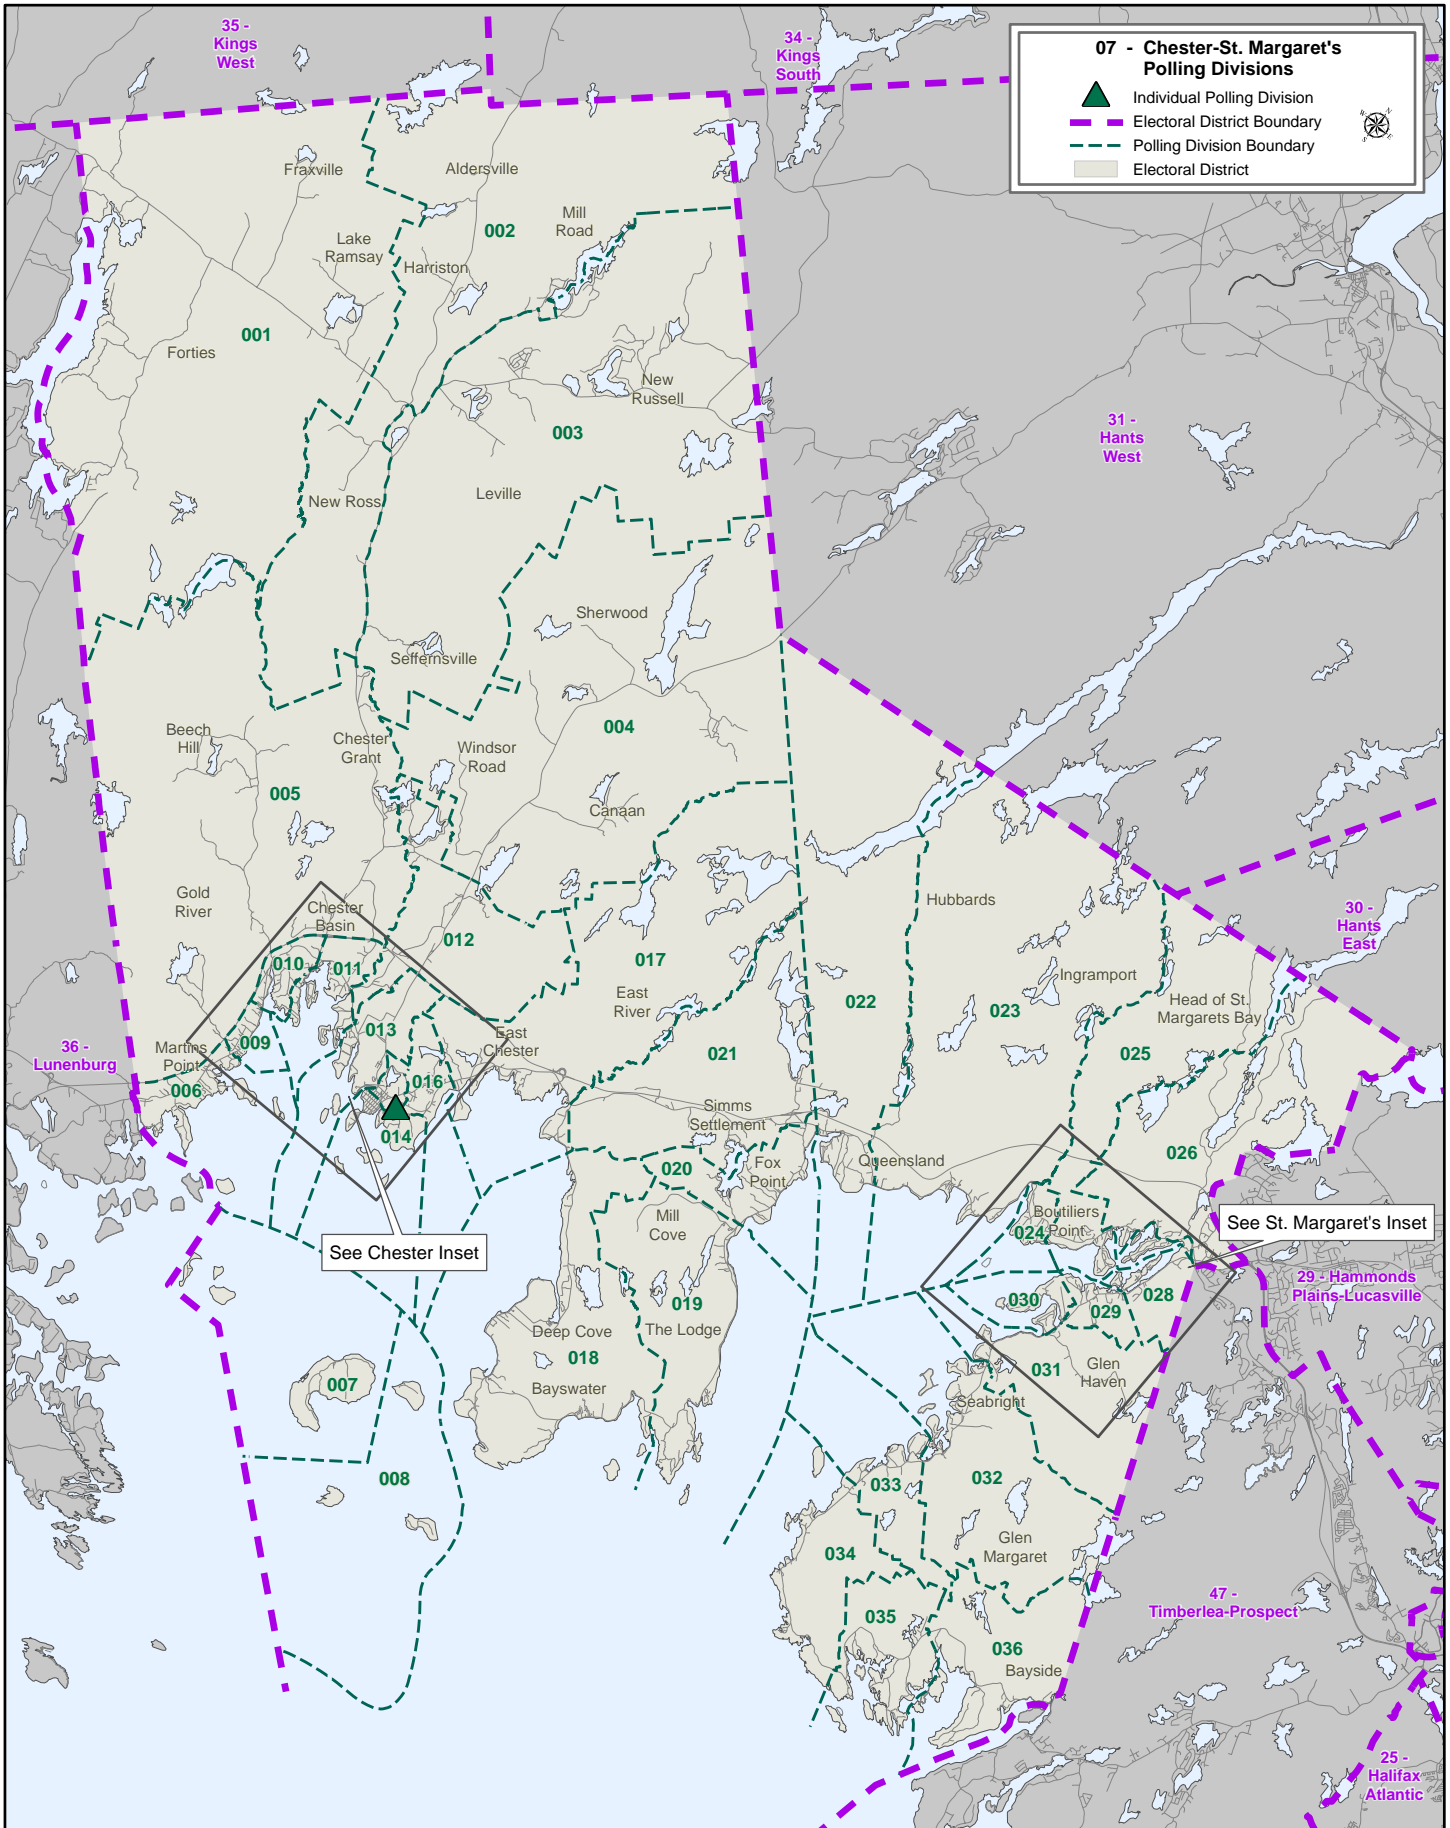 35 -
Kings
West
34 -
Kings
South
07 - Chester-St. Margaret's
Polling Divisions
Individual Polling Division
Electoral District Boundary
Polling Division Boundary
Electoral District
N
E
S
W
Fraxville
Aldersville
Mill
Road
002
Lake
Ramsay
Harriston
001
Forties
New
Russell
003
31 -
Hants
West
New Ross
Leville
Sherwood
Seffernsville
Beech
Hill
Chester
Grant
Windsor
Road
004
005
Canaan
Gold
River
Chester
Basin
Hubbards
30 -
Hants
East
012
010
011
017
Ingramport
East
River
022
023
Head of St.
Margarets Bay
013
East
Chester
009
36 -
Lunenburg
Martins
Point
021
025
006
016
Simms
Settlement
014
Queensland
026
020
Fox
Point
Mill
Cove
Boutiliers
Point
024
See St. Margaret's Inset
See Chester Inset
29 - Hammonds
Plains-Lucasville
030
029
028
019
Deep Cove
The Lodge
018
Bayswater
007
031
Glen
Haven
Seabright
008
033
032
Glen
Margaret
034
47 -
Timberlea-Prospect
035
036
Bayside
25 -
Halifax
Atlantic